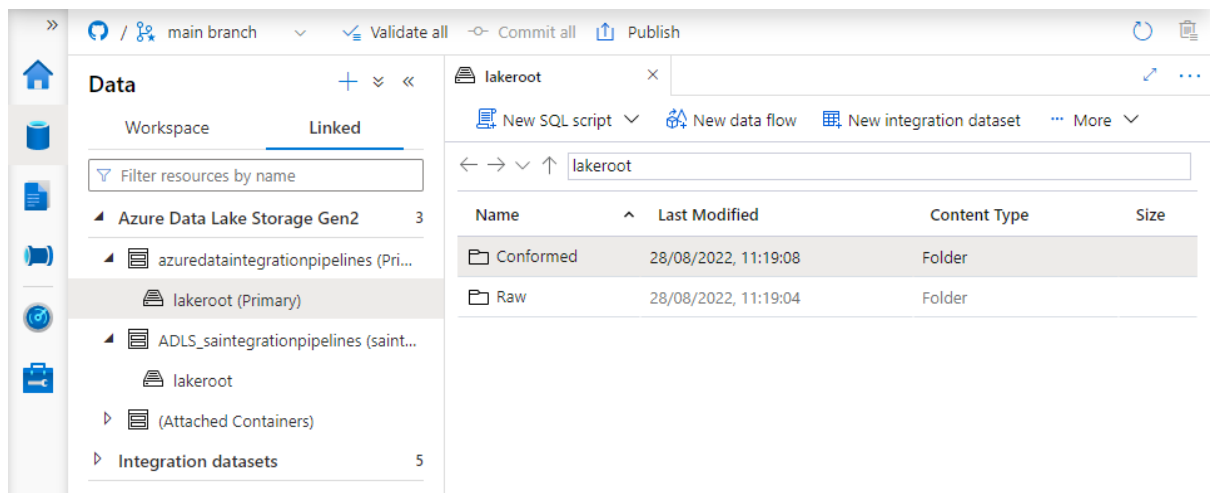 / main branch Validate all Commit all Publish
Data
Workspace Linked
Filter resources by name
Azure Data Lake Storage Gen2 3
azuredataintegrationpipelines (Pri...
lakeroot (Primary)
ADLS_saintegrationpipelines (saint...
lakeroot
(Attached Containers)
Integration datasets 5
lakeroot
New SQL script New data flow New integration dataset ... More
lakeroot
Name Last Modified Content Type Size
Conformed 28/08/2022, 11:19:08 Folder
Raw 28/08/2022, 11:19:04 Folder